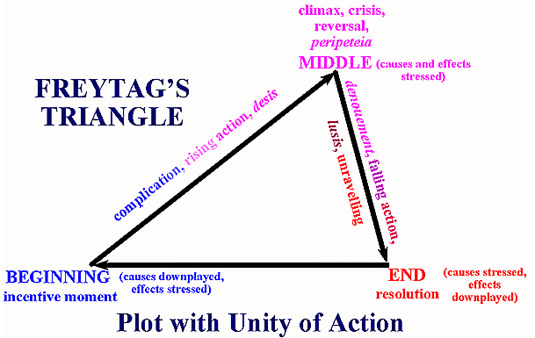 climax, crisis,
reversal,
peripeteia
MIDDLE (causes and effects
stressed)
FREYTAG'S
TRIANGLE
complication, rising action, desis
denouement, falling action,
lusis, unravelling
BEGINNING (causes downplayed,
incentive moment effects stressed)
END (causes stressed,
resolution effects
downplayed)
Plot with Unity of Action